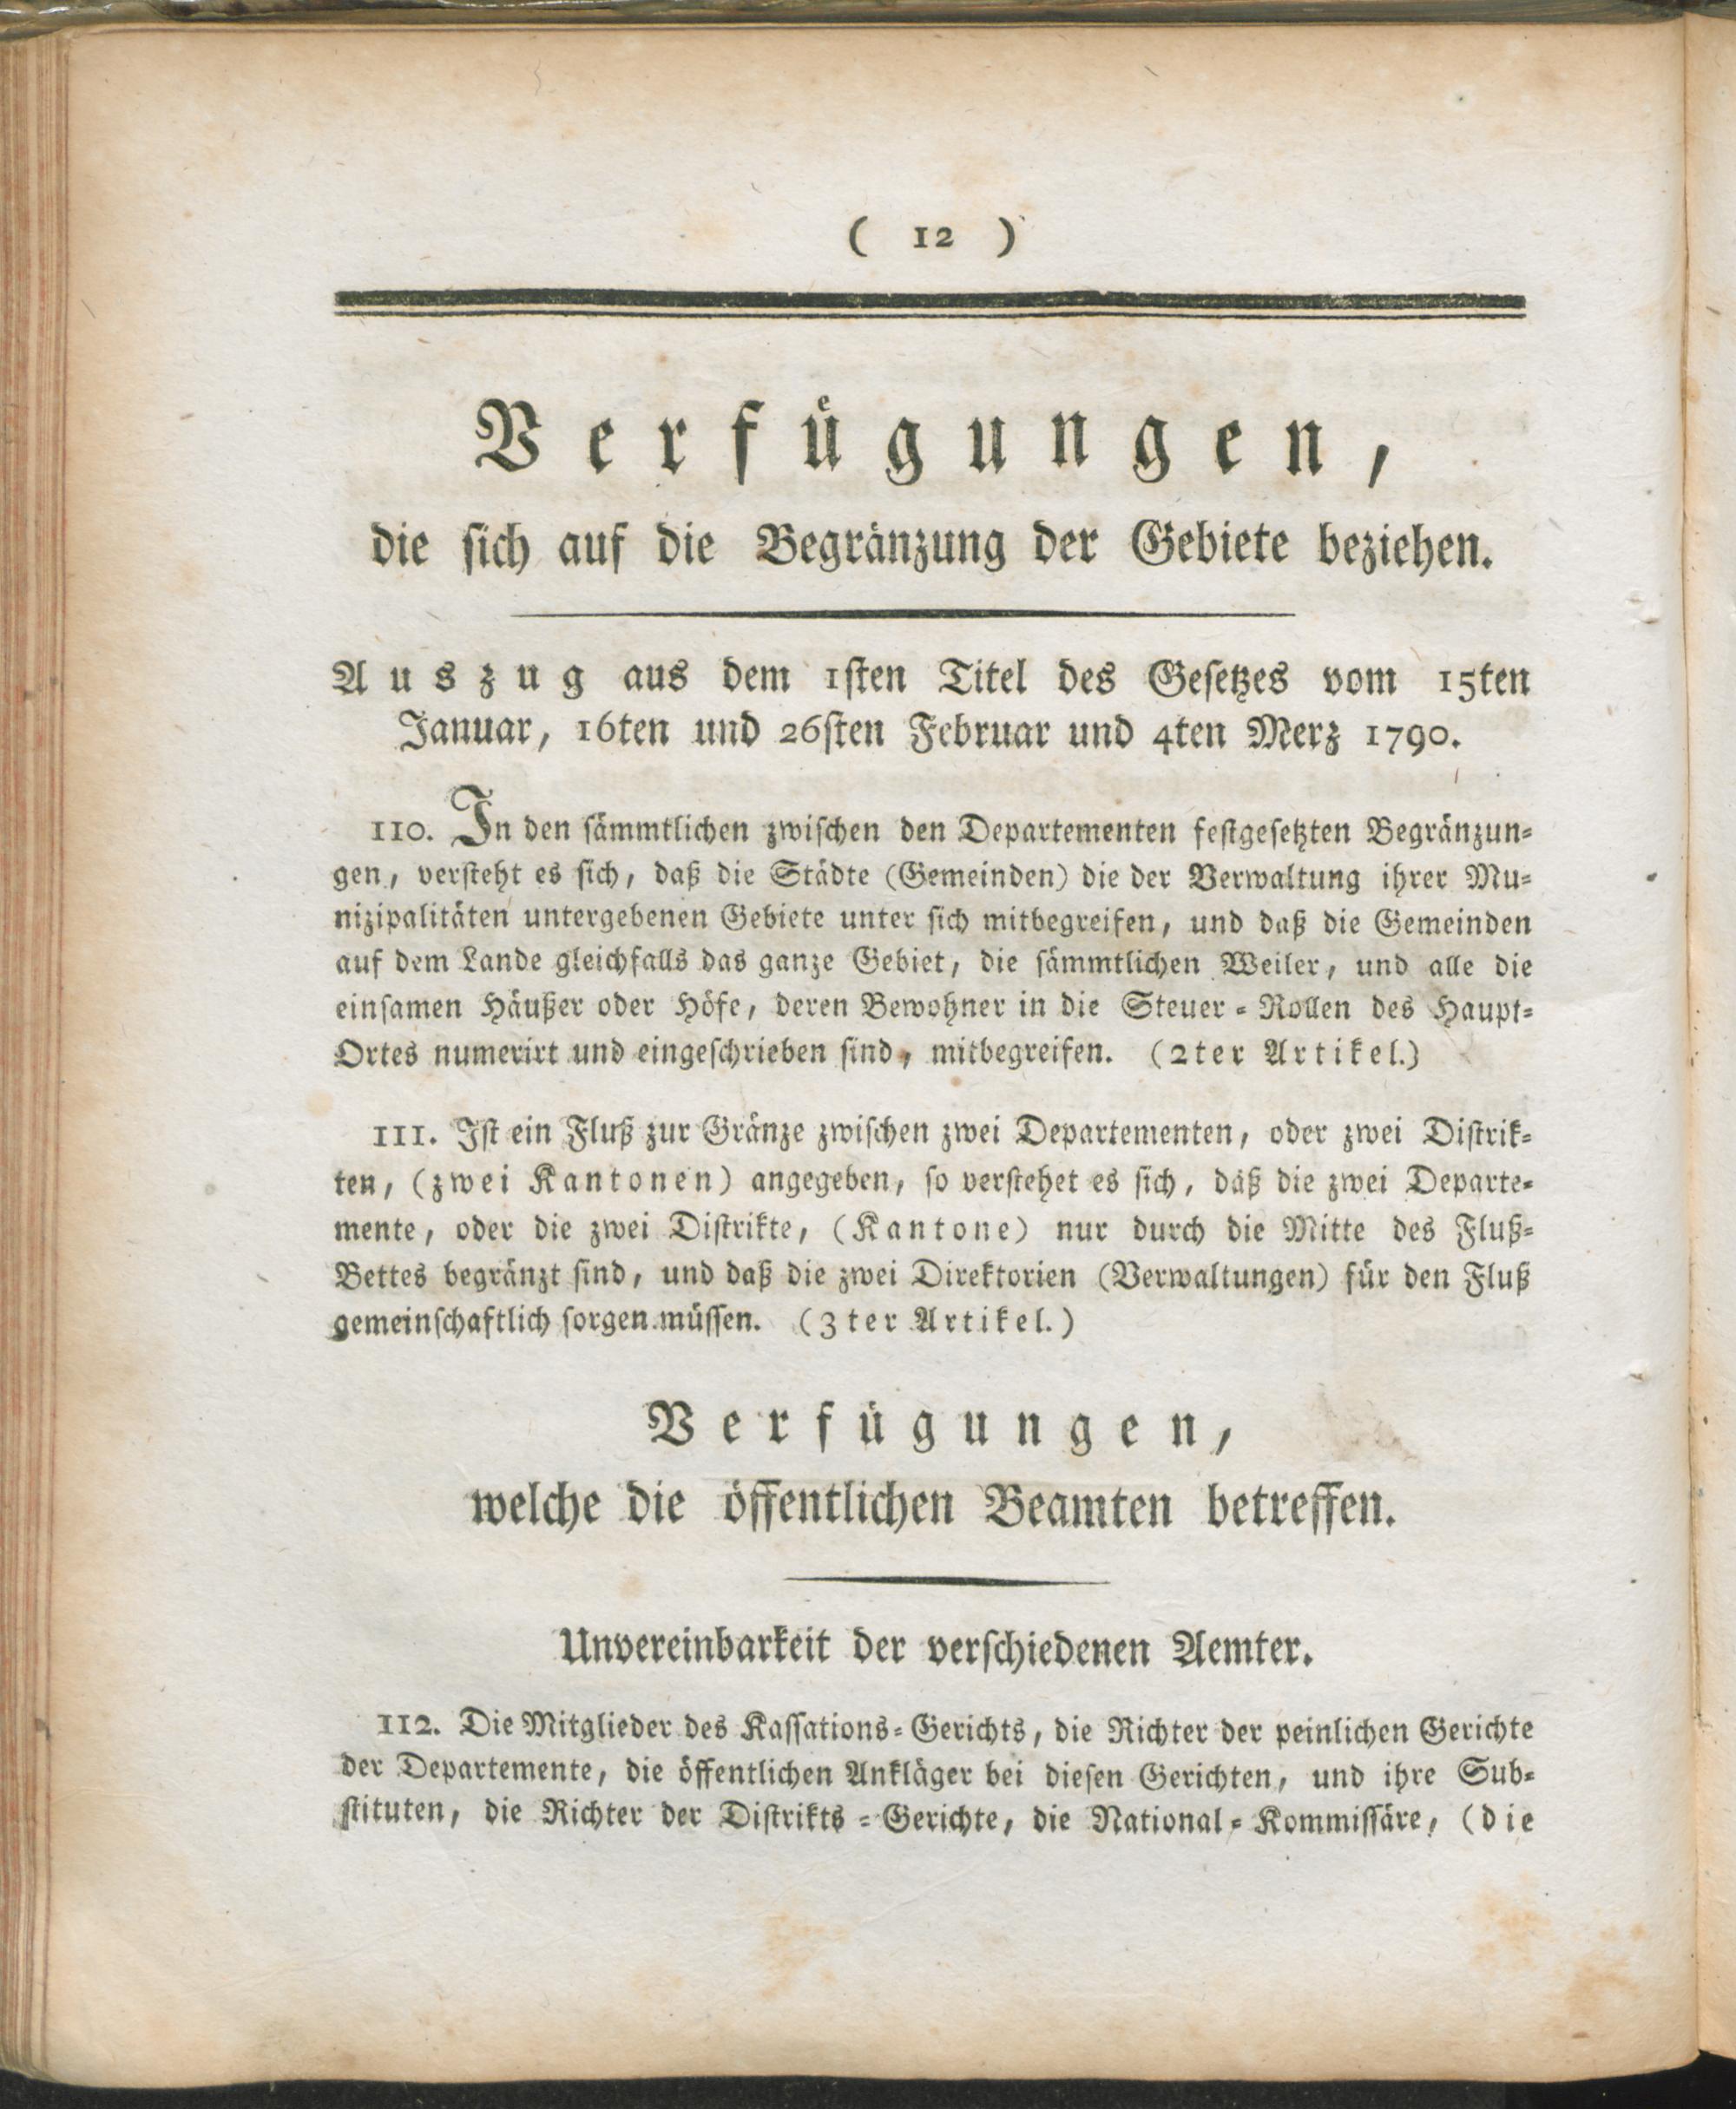 ( 12 )
Verfügungen,
die sich auf die Begränzung der Gebiete beziehen.
Auszug aus dem 1sten Titel des Gesetzes vom 15ten
Januar, 16ten und 26sten Februar und 4ten Merz 1790.
110. In den sämmtlichen zwischen den Departementen festgesetzten Begränzun-
gen, versteht es sich, daß die Städte (Gemeinden) die der Verwaltung ihrer Mu-
nizipalitäten untergebenen Gebiete unter sich mitbegreifen, und daß die Gemeinden
auf dem Lande gleichfalls das ganze Gebiet, die sämmtlichen Weiler, und alle die
einsamen Häußer oder Höfe, deren Bewohner in die Steuer-Rollen des Haupt-
Ortes numerirt und eingeschrieben sind, mitbegreifen. (2ter Artikel.)
111. Ist ein Fluß zur Gränze zwischen zwei Departementen, oder zwei Distrik-
ten, (zwei Kantonen) angegeben, so verstehet es sich, daß die zwei Departe-
mente, oder die zwei Distrikte, (Kantone) nur durch die Mitte des Fluß-
Bettes begränzt sind, und daß die zwei Direktorien (Verwaltungen) für den Fluß
gemeinschaftlich sorgen müssen. (3ter Artikel.)
Verfügungen,
welche die öffentlichen Beamten betreffen.
Unvereinbarkeit der verschiedenen Aemter.
112. Die Mitglieder des Kassations-Gerichts, die Richter der peinlichen Gerichte
der Departemente, die öffentlichen Ankläger bei diesen Gerichten, und ihre Sub-
stituten, die Richter der Distrikts-Gerichte, die National-Kommissäre, (die